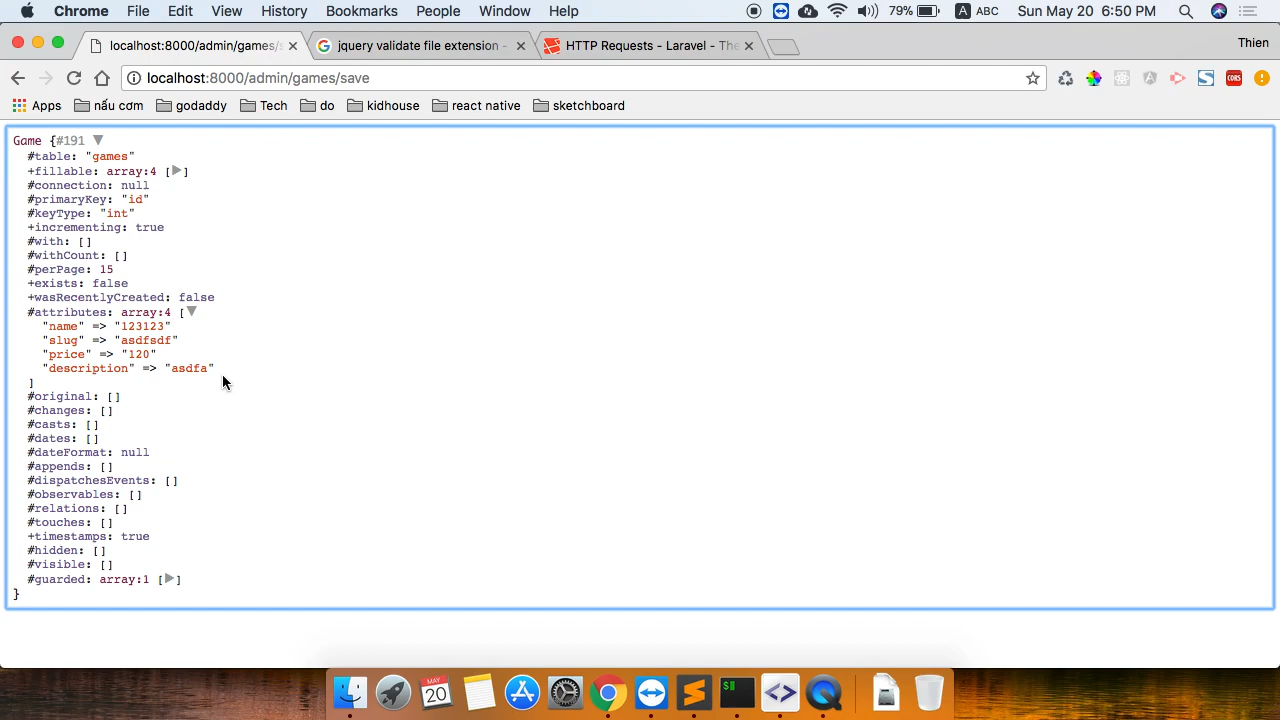 Chrome File Edit View History Bookmarks People Window Help 79% A ABC Sun May 20 6:50 PM
localhost:8000/admin/games/s jquery validate file extension - HTTP Requests - Laravel - The Thien
localhost:8000/admin/games/save CORS
Apps nấu cơm godaddy Tech do kidhouse react native sketchboard
Game {#191 ▼
#table: "games"
+fillable: array:4 [▶]
#connection: null
#primaryKey: "id"
#keyType: "int"
+incrementing: true
#with: []
#withCount: []
#perPage: 15
+exists: false
+wasRecentlyCreated: false
#attributes: array:4 [▼
"name" => "123123"
"slug" => "asdfsdf"
"price" => "120"
"description" => "asdfa"
]
#original: []
#changes: []
#casts: []
#dates: []
#dateFormat: null
#appends: []
#dispatchesEvents: []
#observables: []
#relations: []
#touches: []
+timestamps: true
#hidden: []
#visible: []
#guarded: array:1 [▶]
}
MAY
20